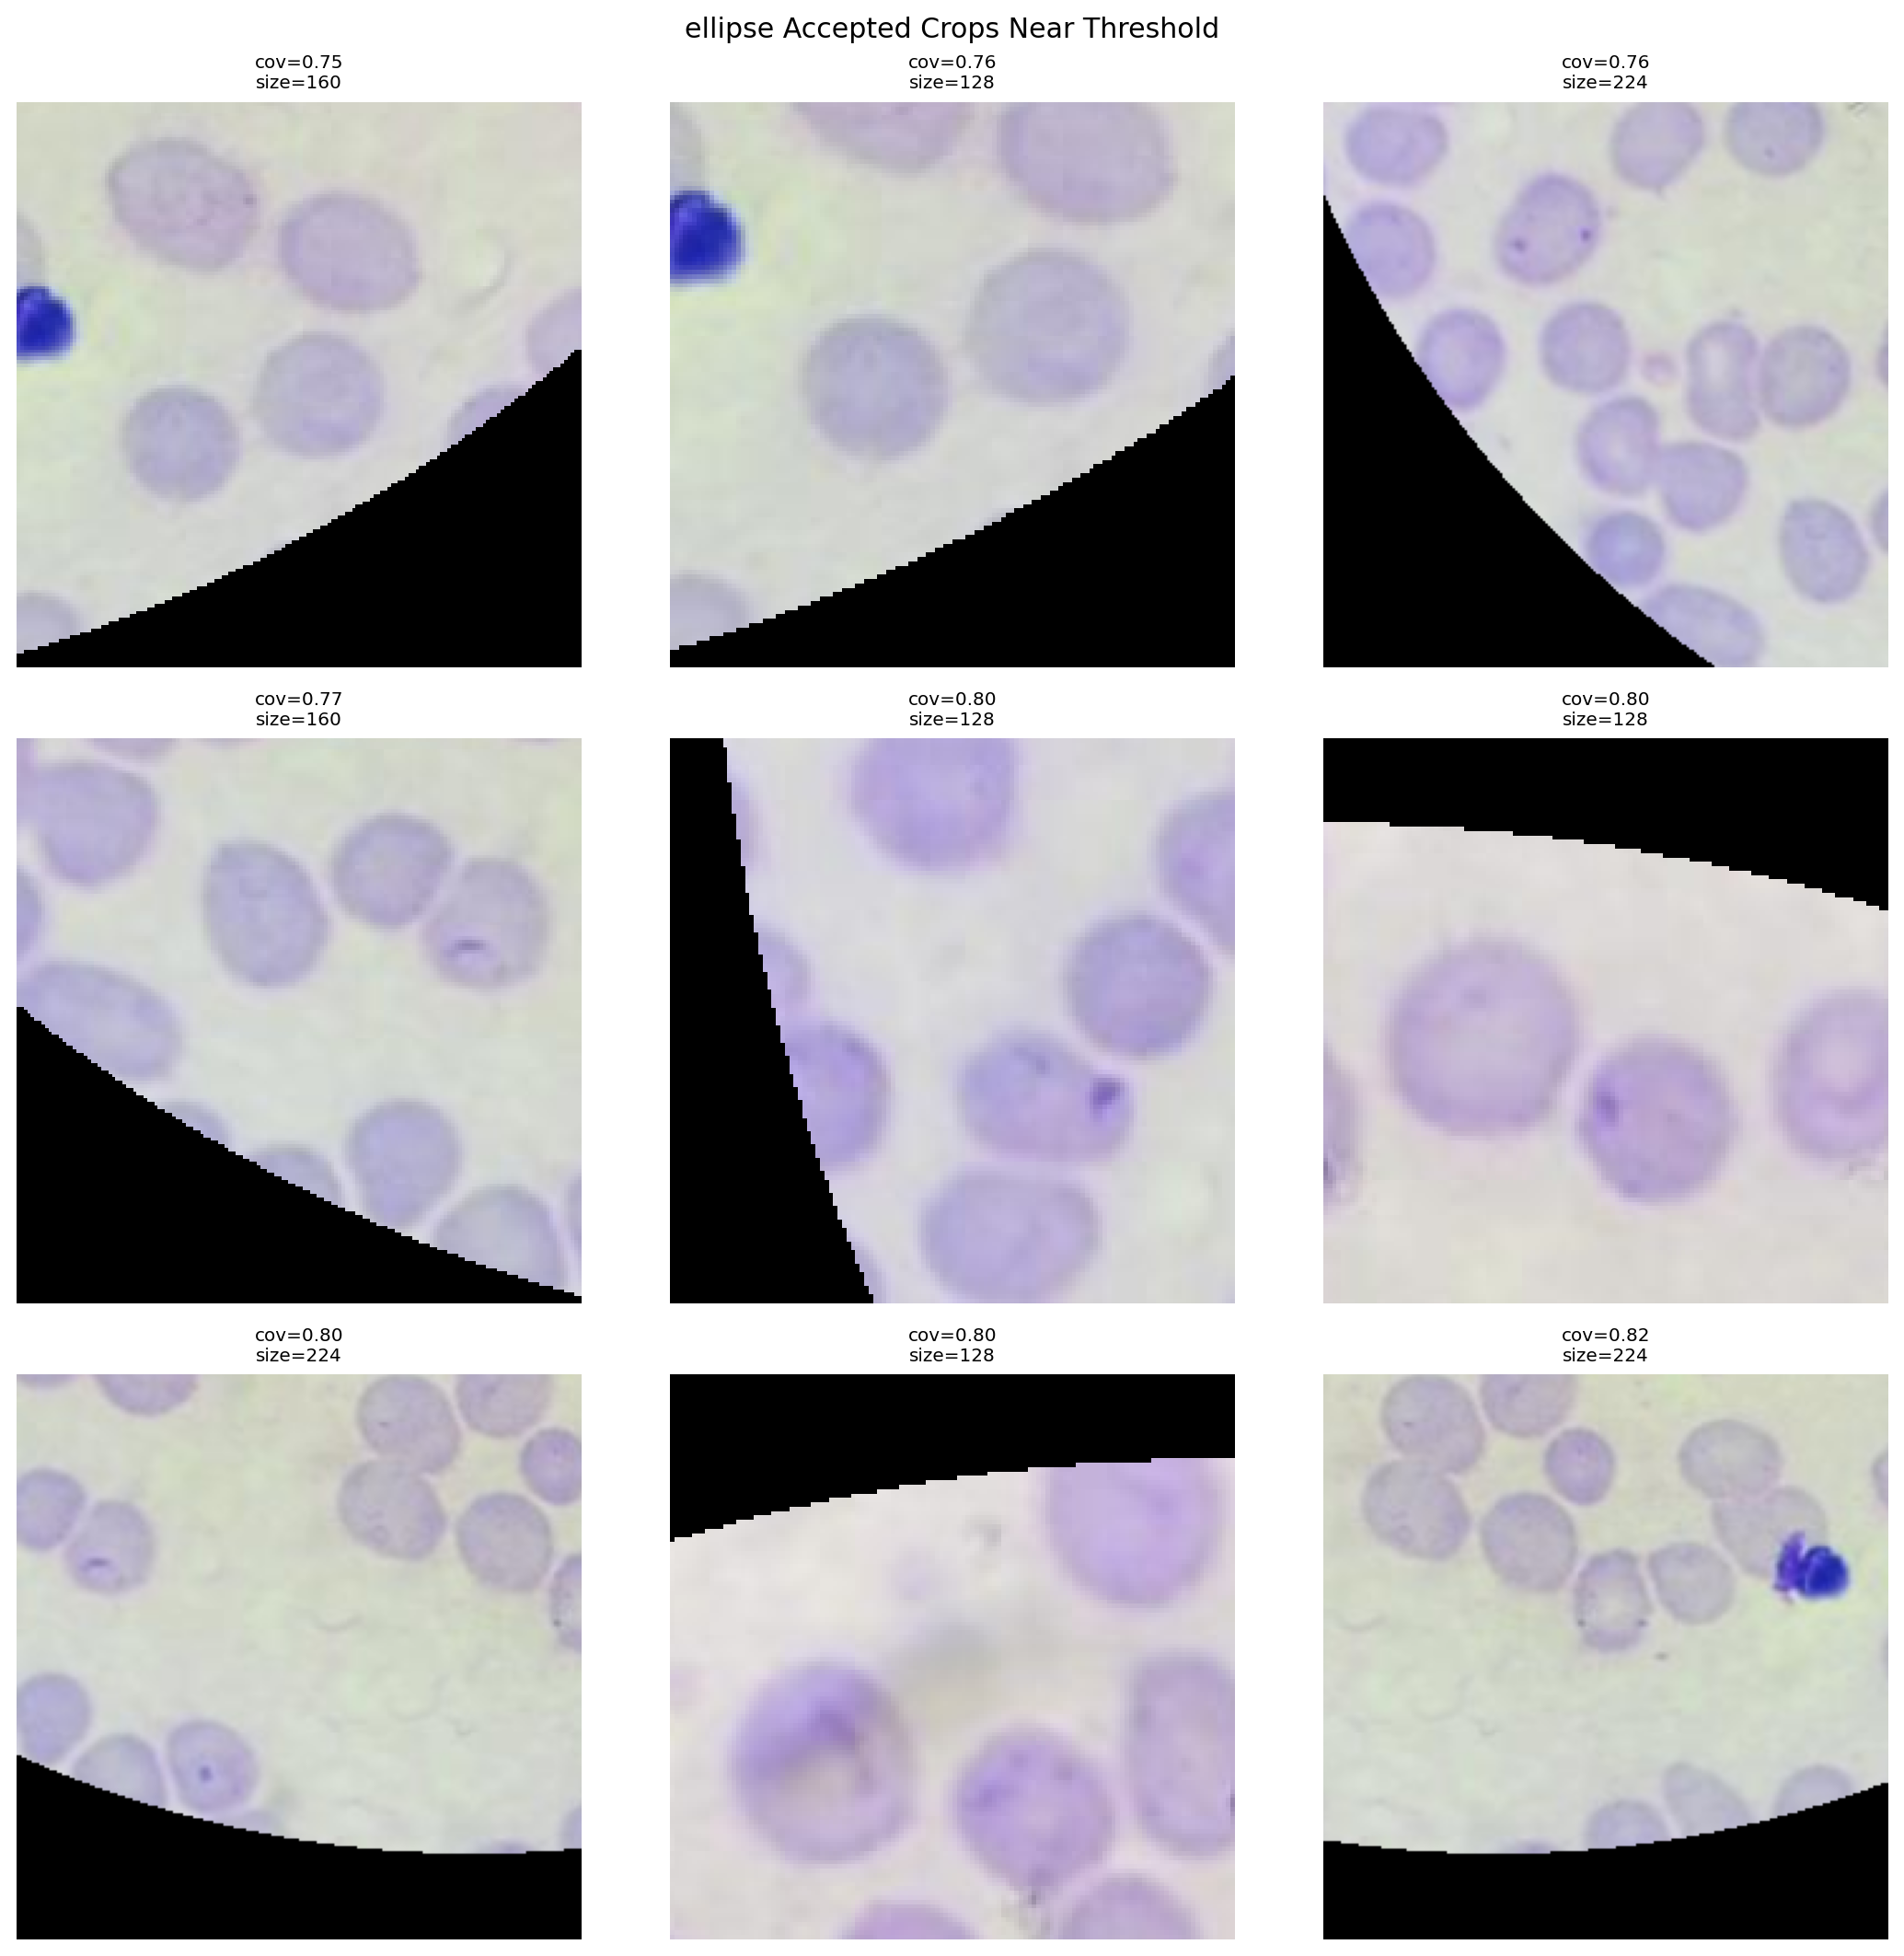 ellipse Accepted Crops Near Threshold
cov=0.75
size=160
cov=0.76
size=128
cov=0.76
size=224
cov=0.77
size=160
cov=0.80
size=128
cov=0.80
size=128
cov=0.80
size=224
cov=0.80
size=128
cov=0.82
size=224